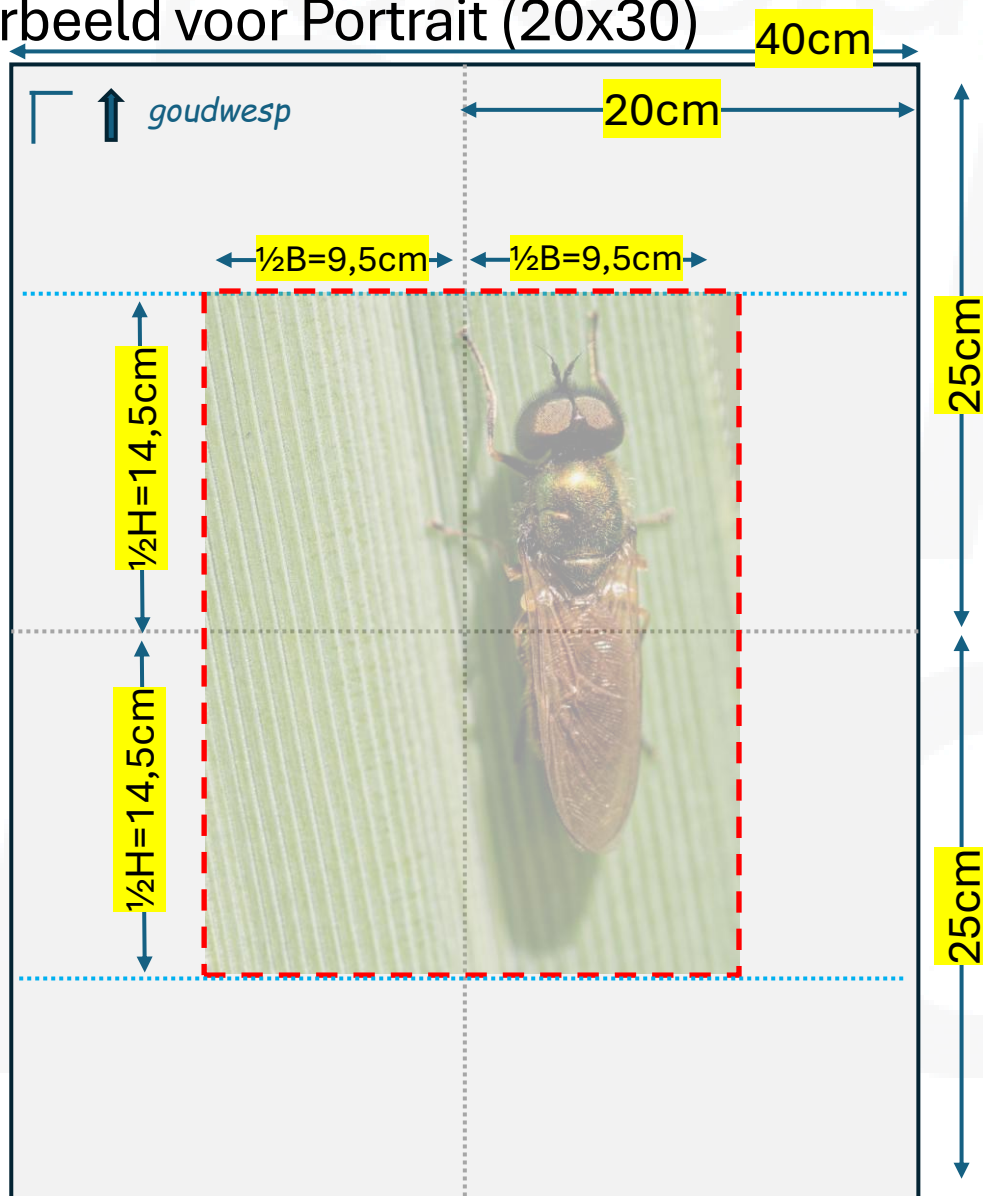 rbeeld voor Portrait (20x30)
40cm
goudwesp
20cm
½B=9,5cm
½B=9,5cm
½H=14,5cm
25cm
½H=14,5cm
25cm